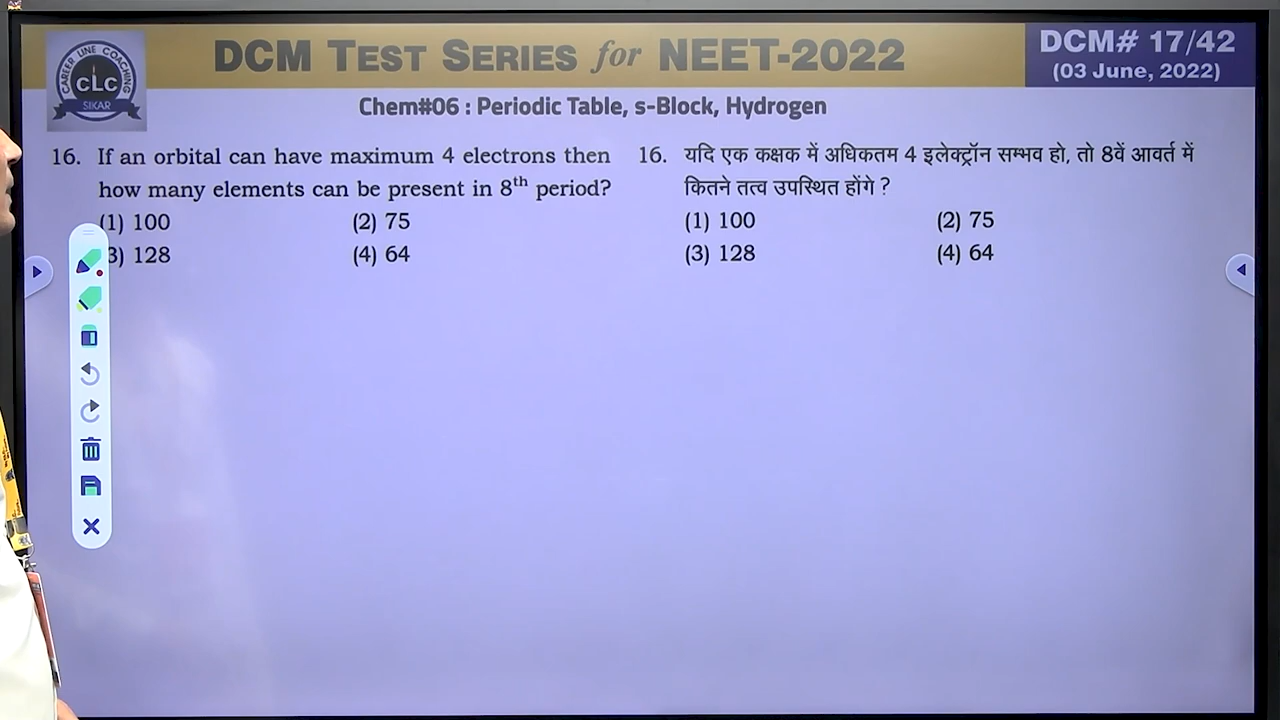 CAREER LINE COACHING
CLC
SIKAR
DCM TEST SERIES for NEET-2022
DCM# 17/42
(03 June, 2022)
Chem#06 : Periodic Table, s-Block, Hydrogen
16. If an orbital can have maximum 4 electrons then
how many elements can be present in 8th period?
(1) 100 (2) 75
3) 128 (4) 64
16. यदि एक कक्षक में अधिकतम 4 इलेक्ट्रॉन सम्भव हो, तो 8वें आवर्त में
कितने तत्व उपस्थित होंगे ?
(1) 100 (2) 75
(3) 128 (4) 64